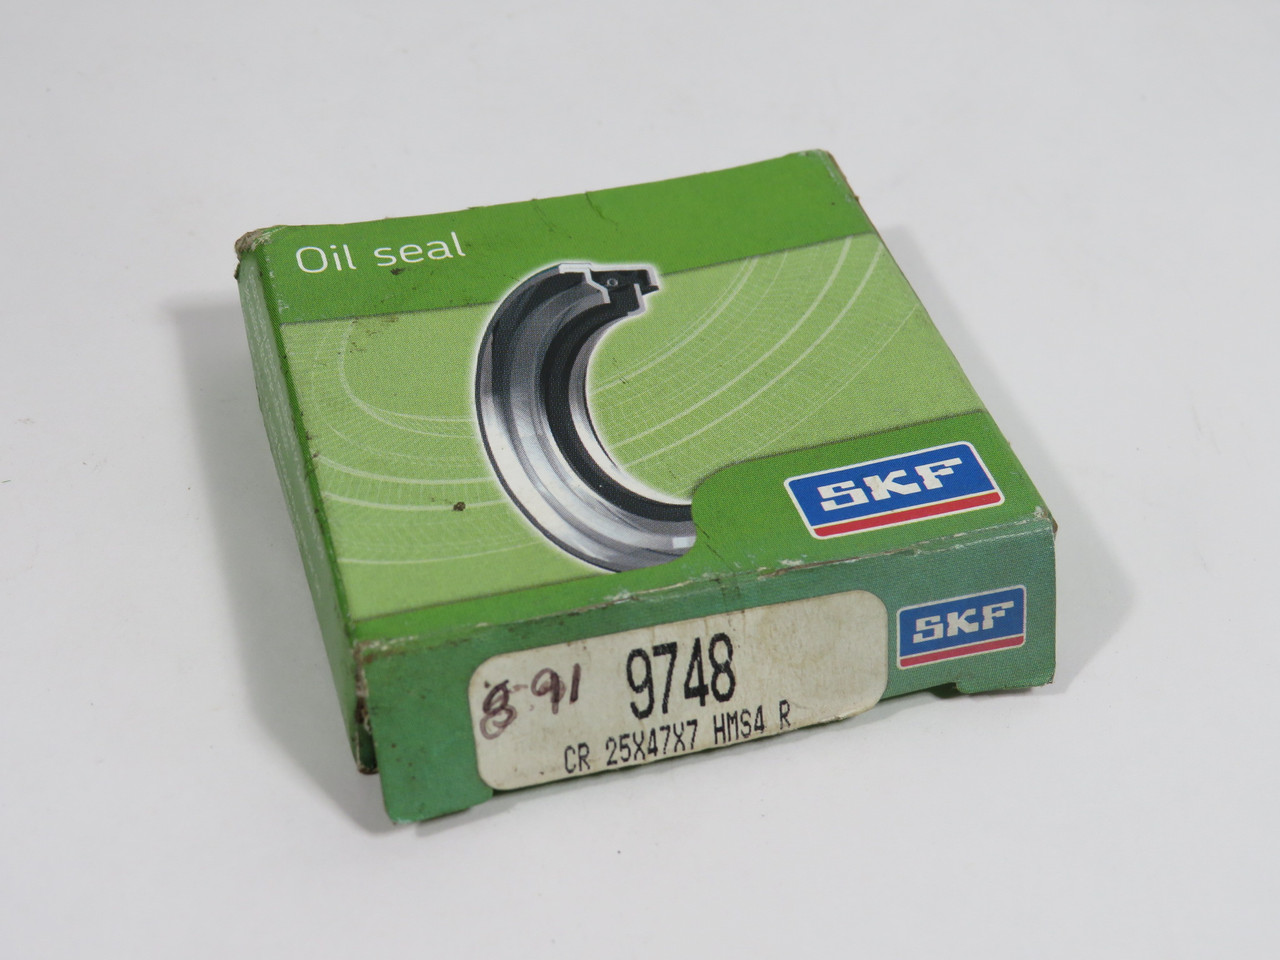 Oil seal
SKF
SKF
8-91 9748
CR 25X47X7 HMS4 R